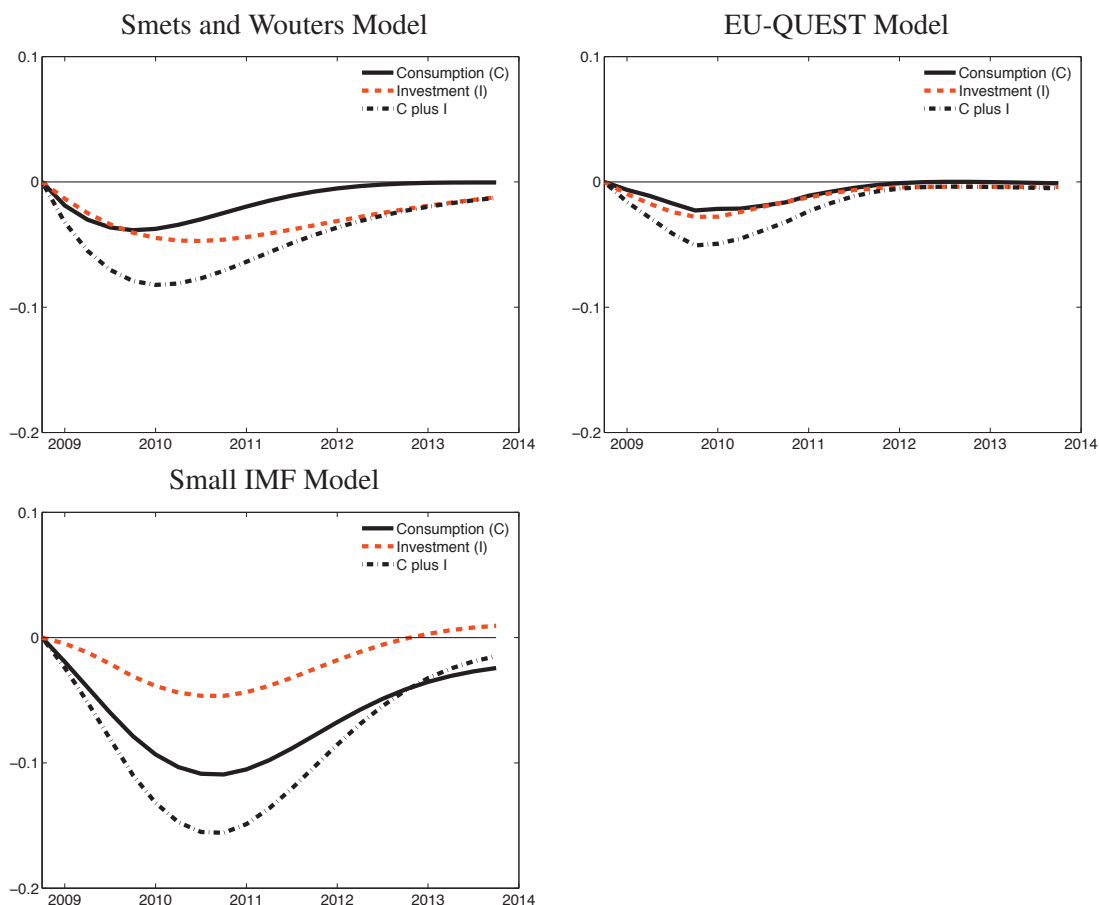 Smets and Wouters Model
0.1
Consumption (C)
Investment (I)
C plus I
0
−0.1
−0.2
2009 2010 2011 2012 2013 2014
EU-QUEST Model
0.1
Consumption (C)
Investment (I)
C plus I
0
−0.1
−0.2
2009 2010 2011 2012 2013 2014
Small IMF Model
0.1
Consumption (C)
Investment (I)
C plus I
0
−0.1
−0.2
2009 2010 2011 2012 2013 2014